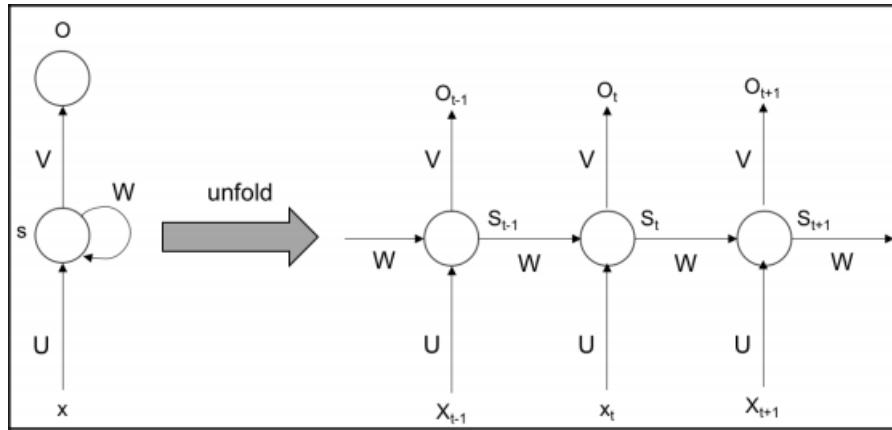 O
V
W
s
U
x
unfold
O_{t-1} O_t O_{t+1}
V V V
S_{t-1} S_t S_{t+1}
W W W W
U U U
X_{t-1} x_t X_{t+1}